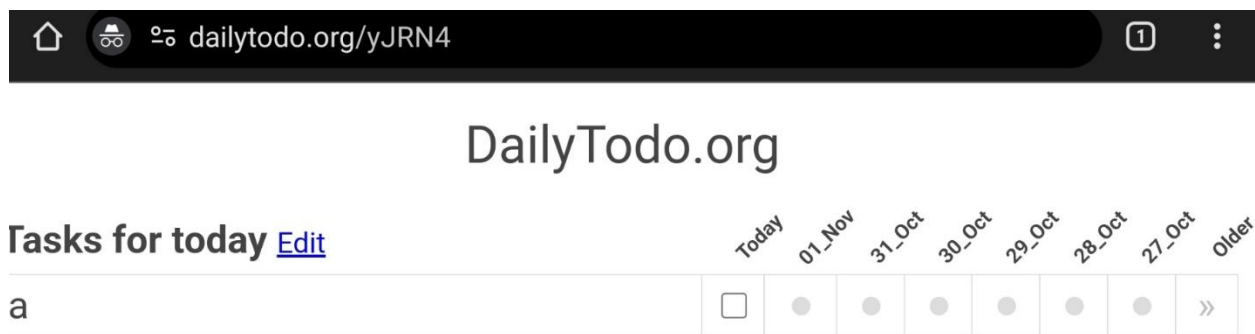 dailytodo.org/yJRN4
1
DailyTodo.org
Tasks for today Edit
Today 01_Nov 31_Oct 30_Oct 29_Oct 28_Oct 27_Oct Older
a »